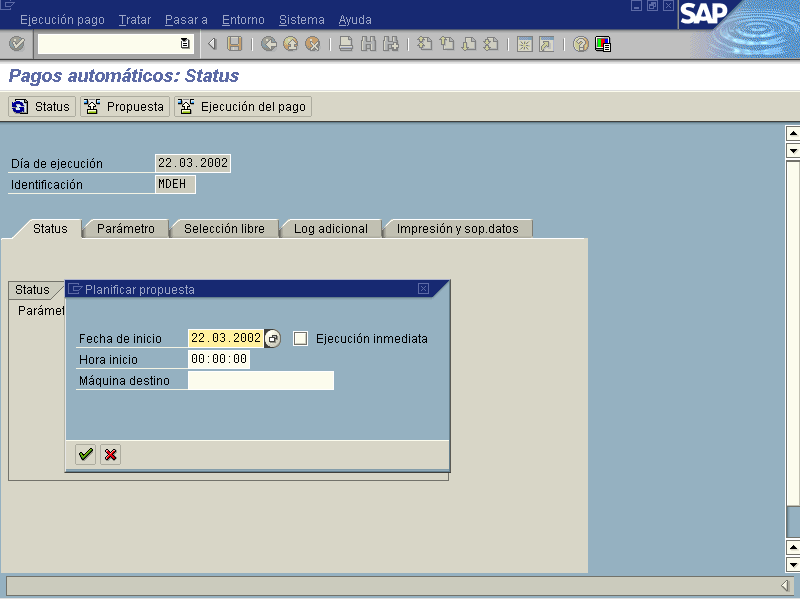 Ejecución pago Tratar Pasar a Entorno Sistema Ayuda
SAP
Pagos automáticos: Status
Status Propuesta Ejecución del pago
Día de ejecución 22.03.2002
Identificación MDEH
Status Parámetro Selección libre Log adicional Impresión y sop.datos
Status
Parámet
Planificar propuesta
Fecha de inicio 22.03.2002 Ejecución inmediata
Hora inicio 00:00:00
Máquina destino